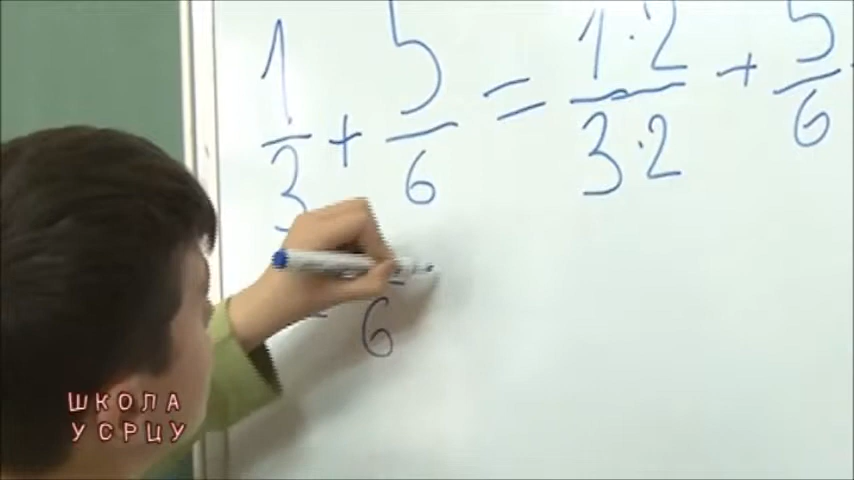 1/3 + 5/6 = 1·2/3·2 + 5/6
6
ШКОЛА
У СРЦУ